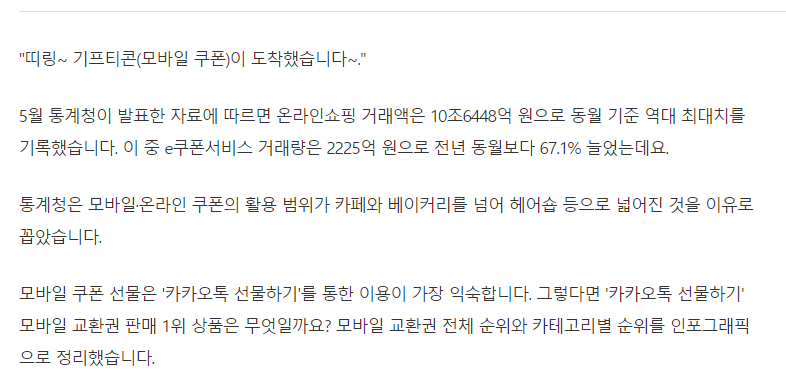 "띠링~ 기프티콘(모바일 쿠폰)이 도착했습니다~."
5월 통계청이 발표한 자료에 따르면 온라인쇼핑 거래액은 10조6448억 원으로 동월 기준 역대 최대치를
기록했습니다. 이 중 e쿠폰서비스 거래량은 2225억 원으로 전년 동월보다 67.1% 늘었는데요.
통계청은 모바일·온라인 쿠폰의 활용 범위가 카페와 베이커리를 넘어 헤어숍 등으로 넓어진 것을 이유로
꼽았습니다.
모바일 쿠폰 선물은 '카카오톡 선물하기'를 통한 이용이 가장 익숙합니다. 그렇다면 '카카오톡 선물하기'
모바일 교환권 판매 1위 상품은 무엇일까요? 모바일 교환권 전체 순위와 카테고리별 순위를 인포그래픽
으로 정리했습니다.